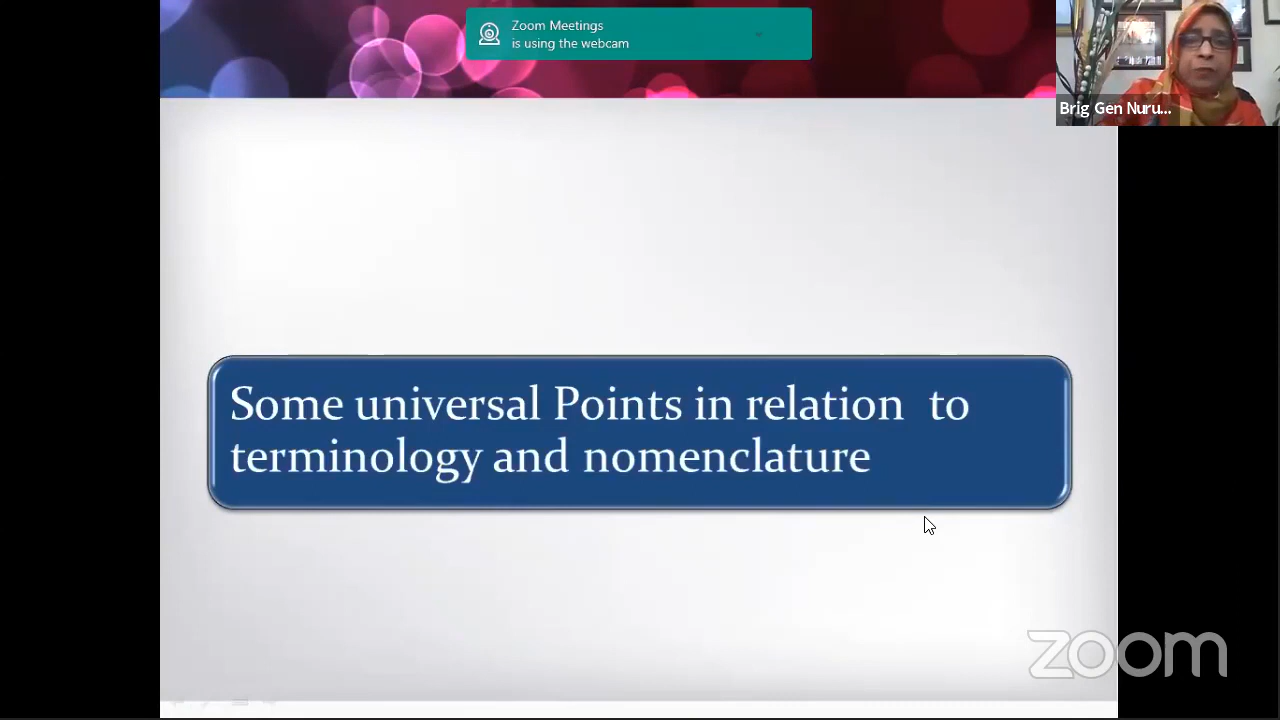 Zoom Meetings
is using the webcam
Brig Gen Nuru...
Some universal Points in relation  to
terminology and nomenclature
zoom